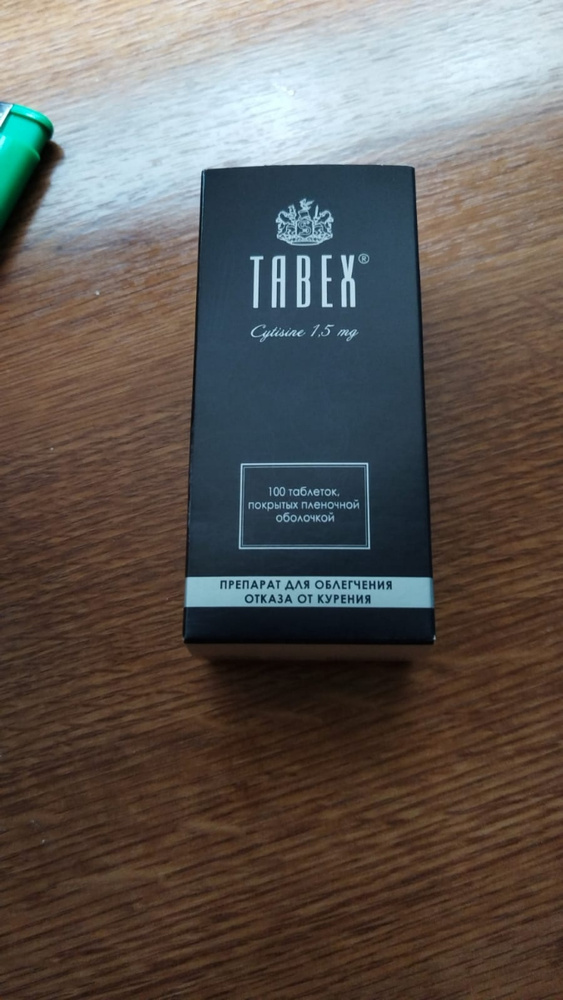 TABEX®
Cytisine 1,5 mg
100 таблеток,
покрытых пленочной
оболочкой
ПРЕПАРАТ ДЛЯ ОБЛЕГЧЕНИЯ
ОТКАЗА ОТ КУРЕНИЯ